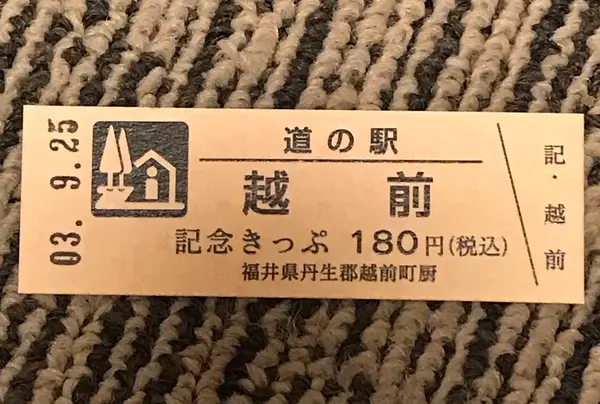 03. 9.25
道の駅
越前
記念きっぷ 180円(税込)
福井県丹生郡越前町厨
記・越前